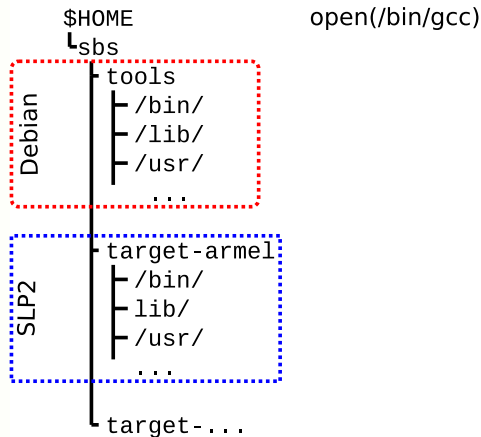 $HOME
open(/bin/gcc)
sbs
Debian
tools
/bin/
/lib/
/usr/
...
SLP2
target-armel
/bin/
lib/
/usr/
...
target-...